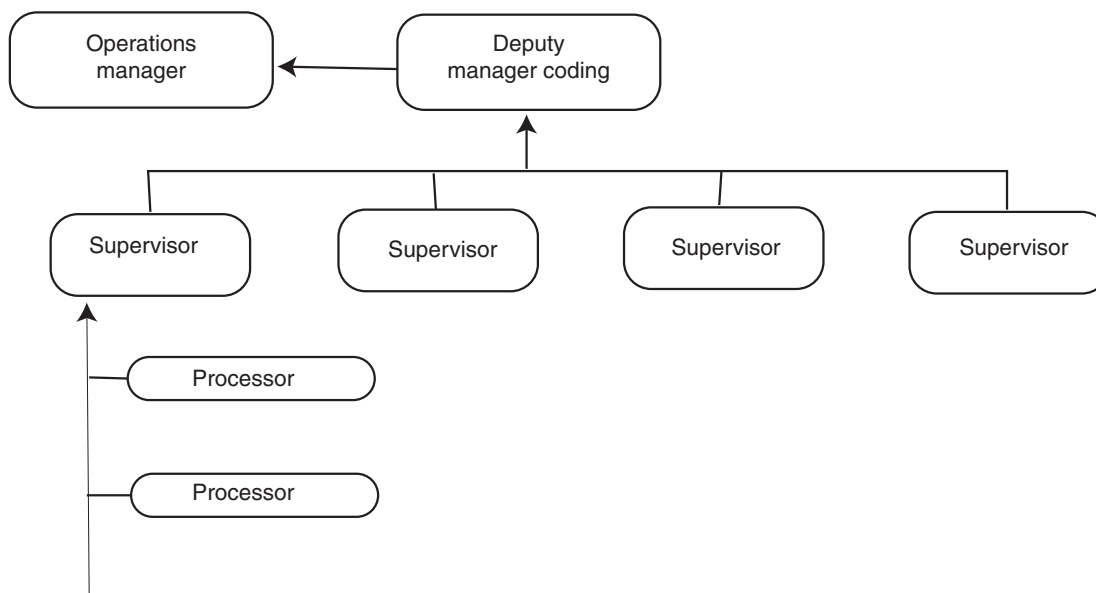 Operations
manager
Deputy
manager coding
Supervisor
Supervisor
Supervisor
Supervisor
Processor
Processor